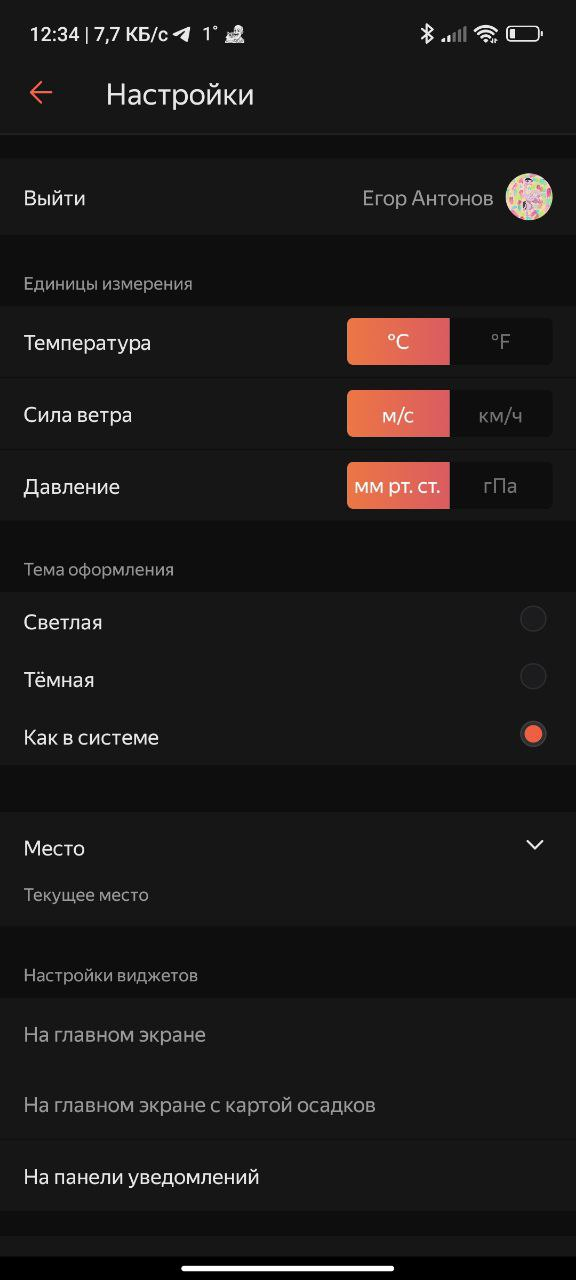 12:34 | 7,7 КБ/с 1°
Настройки
Выйти Егор Антонов
Единицы измерения
Температура °C °F
Сила ветра м/с км/ч
Давление мм рт. ст. гПа
Тема оформления
Светлая
Тёмная
Как в системе
Место
Текущее место
Настройки виджетов
На главном экране
На главном экране с картой осадков
На панели уведомлений